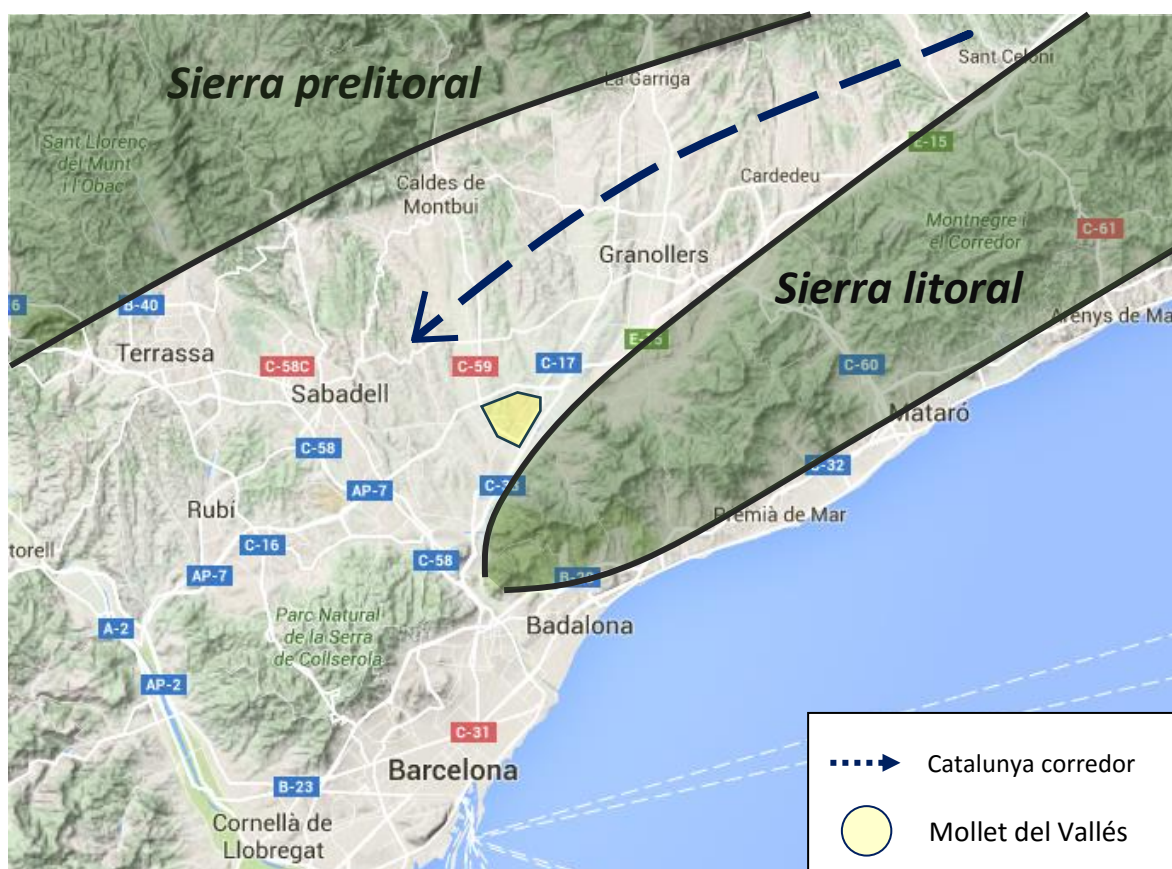 Sierra prelitoral
Sant Celoni
La Garriga
E-15
Sant Llorenç
del Munt
i l'Obac
Caldes de
Montbui
Cardedeu
Montnegre i
el Corredor
C-61
Granollers
Sierra litoral
6
B-40
Arenys de Ma
Terrassa
C-58C
C-59
C-17
C-60
Sabadell
Mataró
C-58
C-32
AP-7
Rubí
Premià de Mar
torell
C-16
C-58
AP-7
B-20
A-2
Parc Natural
de la Serra
de Collserola
Badalona
AP-2
C-31
Barcelona
B-23
Cornellà de
Llobregat
Catalunya corredor
Mollet del Vallés